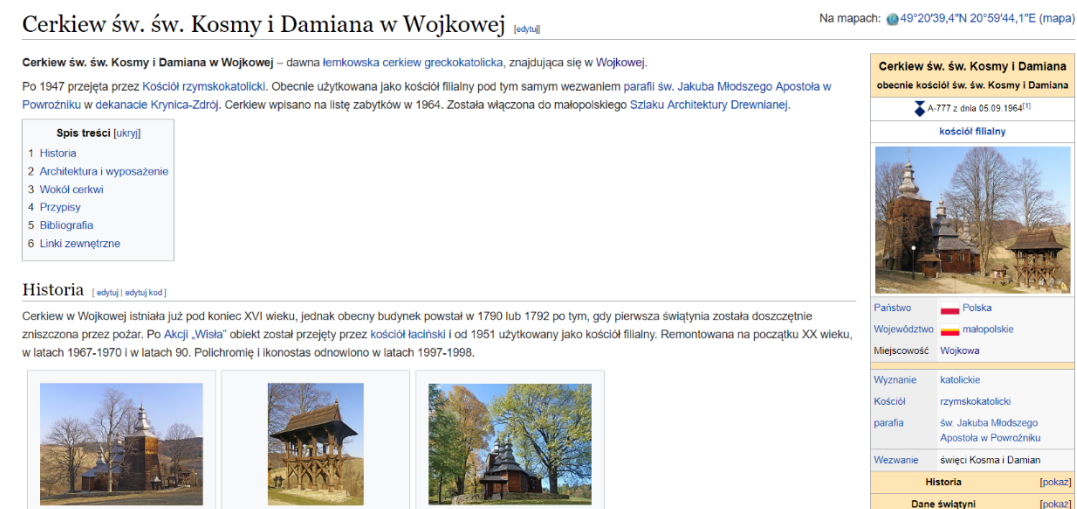 Cerkiew św. św. Kosmy i Damiana w Wojkowej [edytuj]
Na mapach: 49°20′39,4″N 20°59′44,1″E (mapa)
Cerkiew św. św. Kosmy i Damiana w Wojkowej – dawna łemkowska cerkiew greckokatolicka, znajdująca się w Wojkowej.
Po 1947 przejęta przez Kościół rzymskokatolicki. Obecnie użytkowana jako kościół filialny pod tym samym wezwaniem parafii św. Jakuba Młodszego Apostoła w
Powroźniku w dekanacie Krynica-Zdrój. Cerkiew wpisano na listę zabytków w 1964. Została włączona do małopolskiego Szlaku Architektury Drewnianej.
Spis treści [ukryj]
1 Historia
2 Architektura i wyposażenie
3 Wokół cerkwi
4 Przypisy
5 Bibliografia
6 Linki zewnętrzne
Historia [ edytuj | edytuj kod ]
Cerkiew w Wojkowej istniała już pod koniec XVI wieku, jednak obecny budynek powstał w 1790 lub 1792 po tym, gdy pierwsza świątynia została doszczętnie
zniszczona przez pożar. Po Akcji „Wisła” obiekt został przejęty przez kościół łaciński i od 1951 użytkowany jako kościół filialny. Remontowana na początku XX wieku,
w latach 1967-1970 i w latach 90. Polichromię i ikonostas odnowiono w latach 1997-1998.
Cerkiew św. św. Kosmy i Damiana
obecnie kościół św. św. Kosmy i Damiana
A-777 z dnia 05.09.1964[1]
kościół filialny
Państwo Polska
Województwo małopolskie
Miejscowość Wojkowa
Wyznanie katolickie
Kościół rzymskokatolicki
parafia św. Jakuba Młodszego
Apostoła w Powroźniku
Wezwanie święci Kosma i Damian
Historia [pokaż]
Dane świątyni [pokaż]